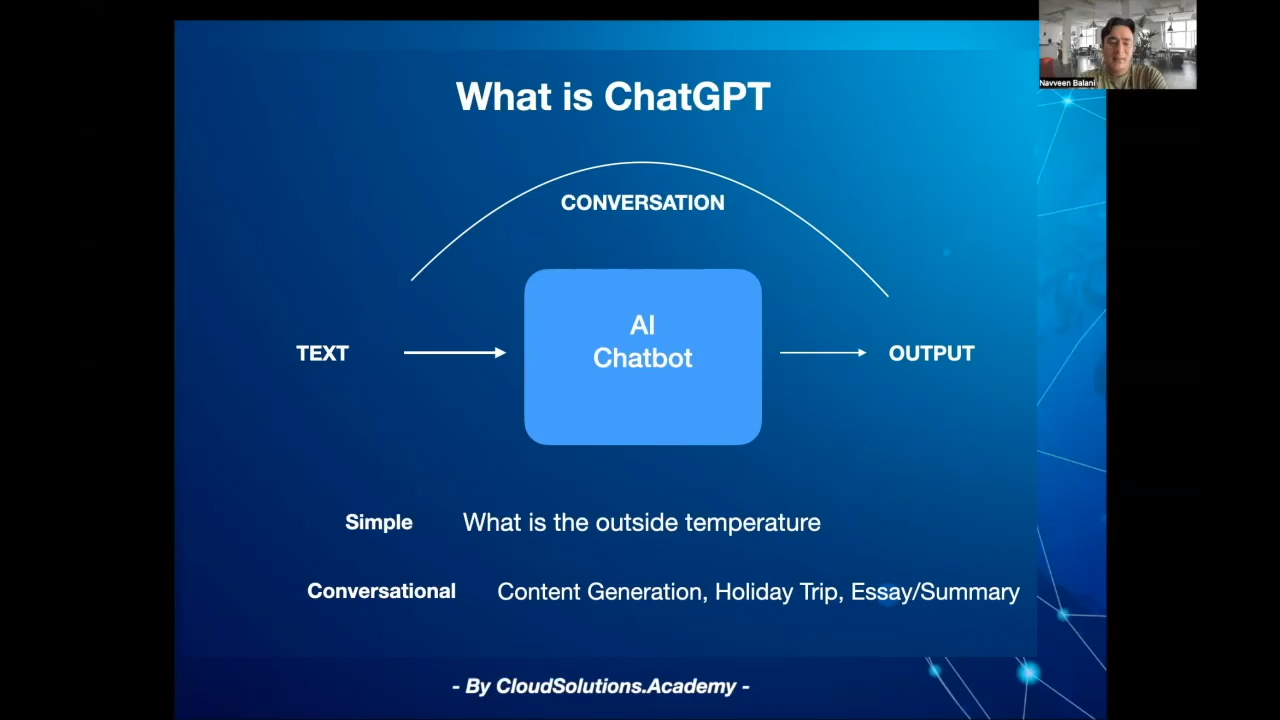 Navveen Balani
What is ChatGPT
CONVERSATION
AI
Chatbot
TEXT
OUTPUT
Simple What is the outside temperature
Conversational Content Generation, Holiday Trip, Essay/Summary
- By CloudSolutions.Academy -